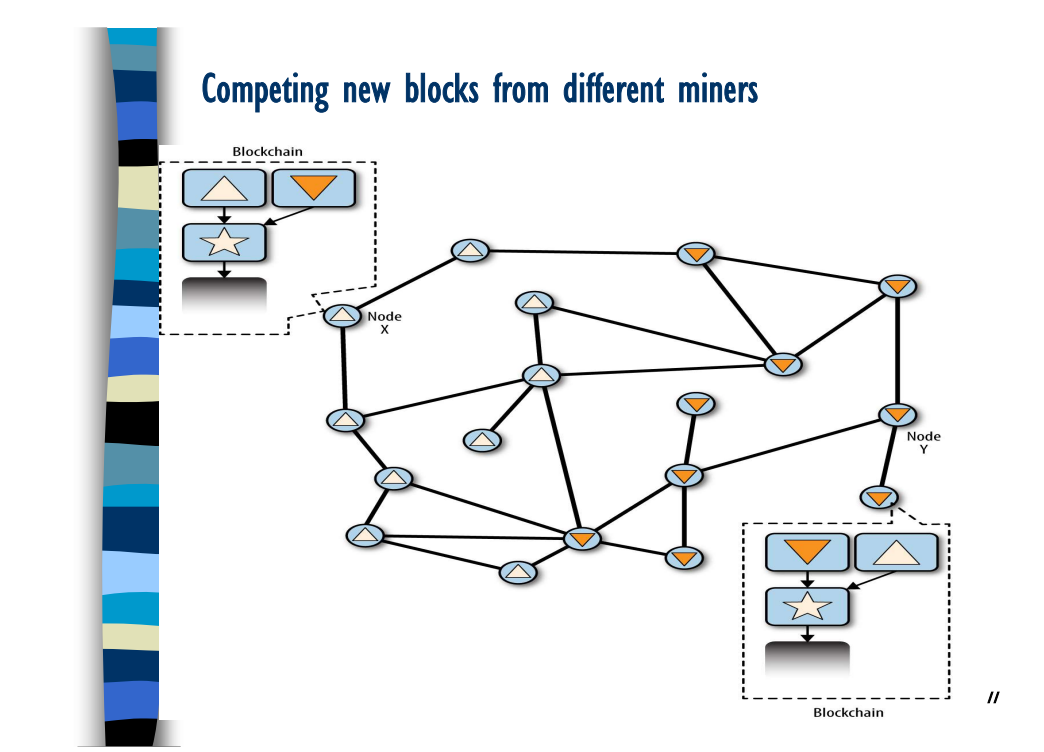 Competing new blocks from different miners
Blockchain
Node
X
Node
Y
Blockchain
11